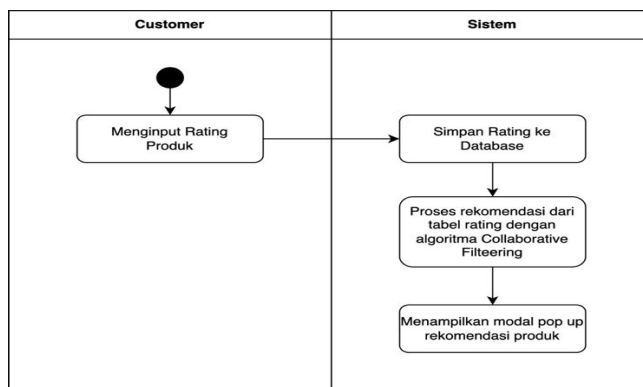 Customer
Sistem
Menginput Rating
Produk
Simpan Rating ke
Database
Proses rekomendasi dari
tabel rating dengan
algoritma Collaborative
Filteering
Menampilkan modal pop up
rekomendasi produk